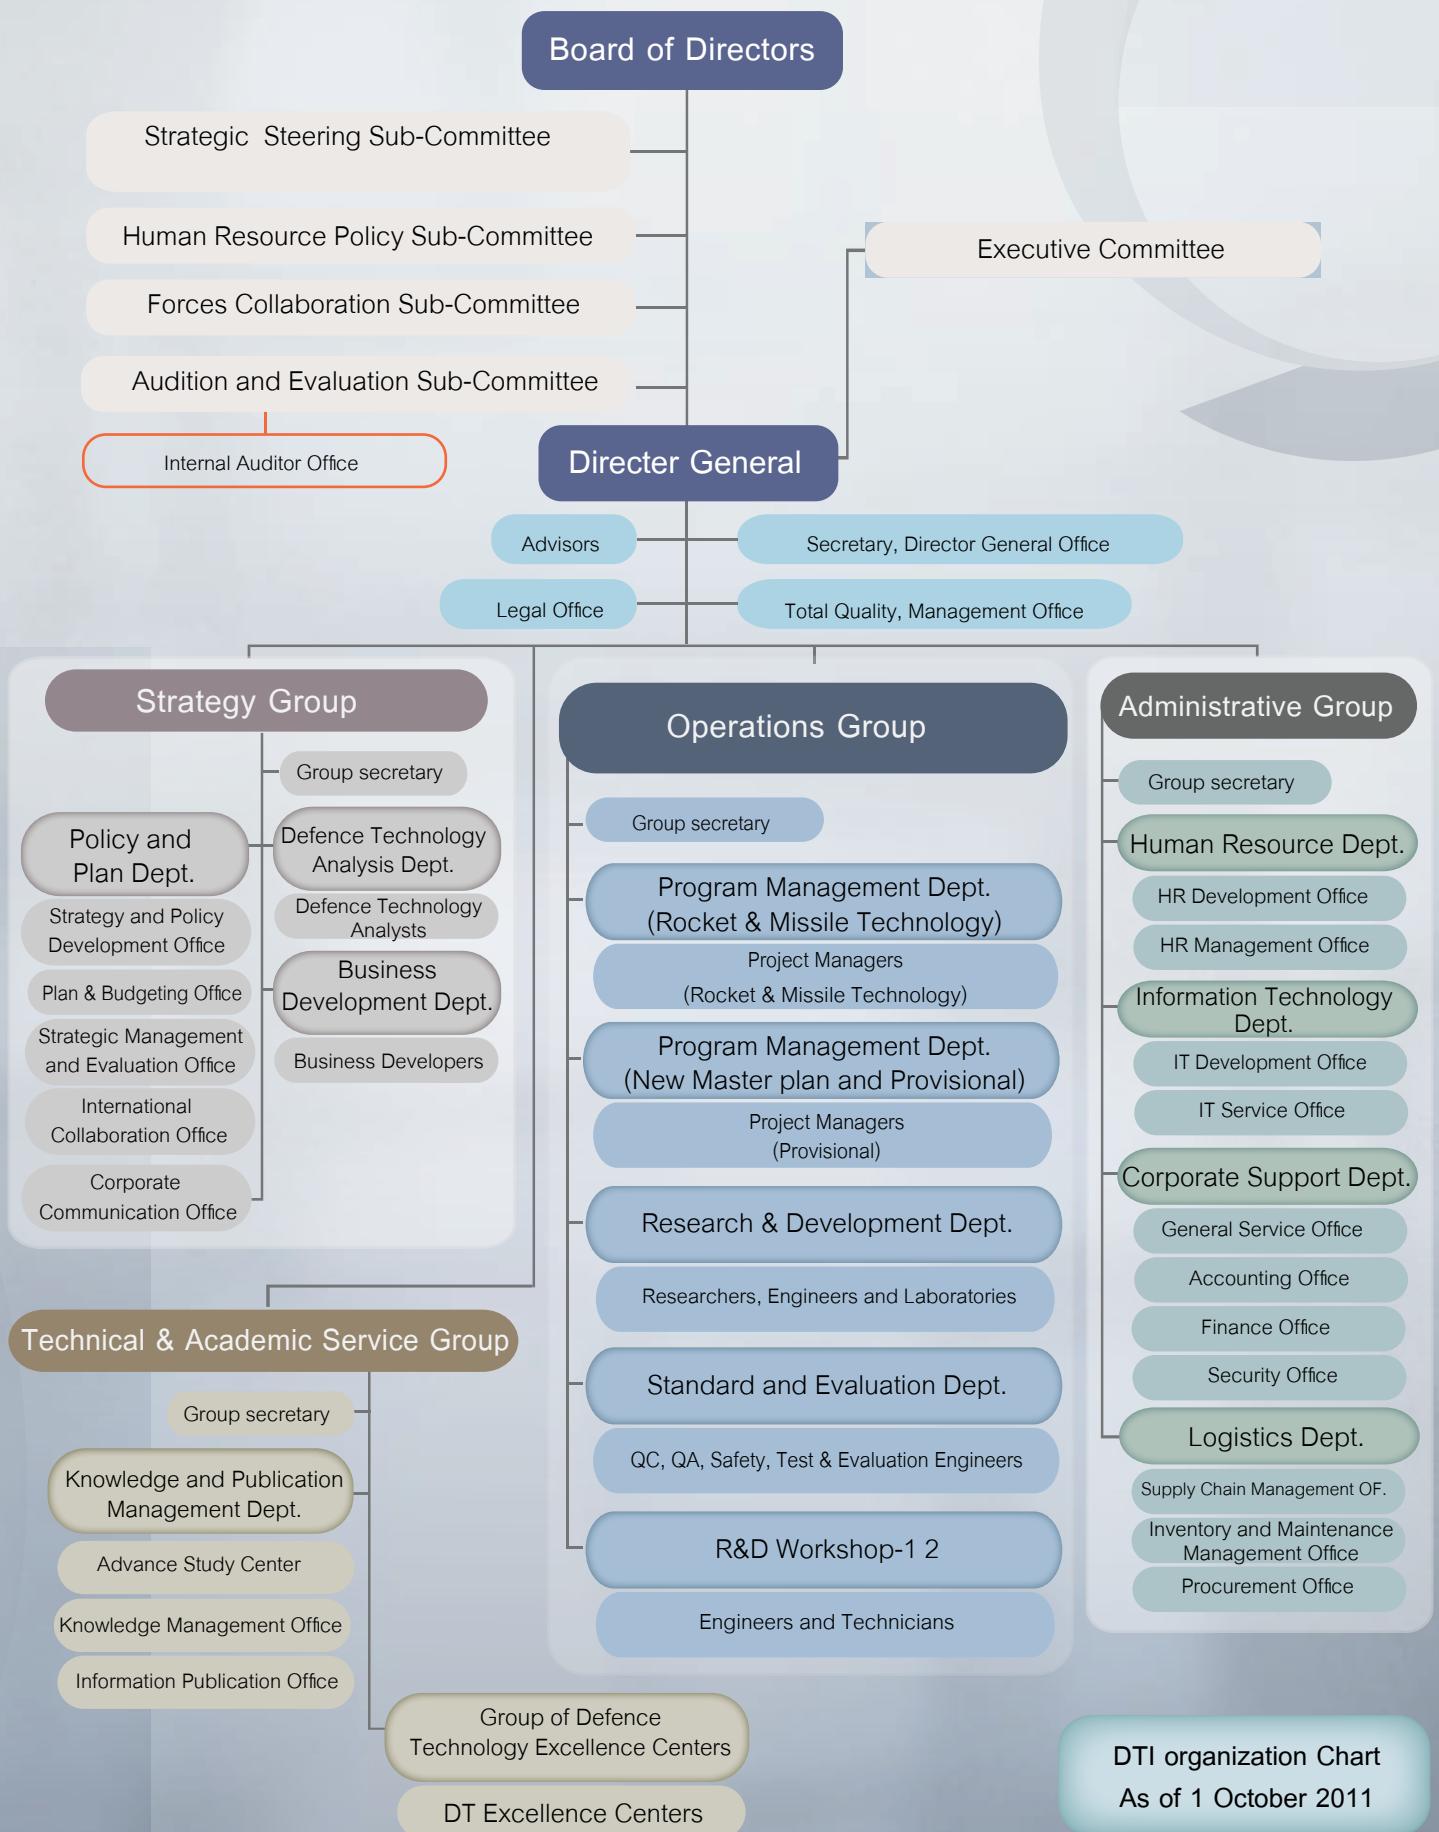 Board of Directors
Strategic Steering Sub-Committee
Human Resource Policy Sub-Committee
Executive Committee
Forces Collaboration Sub-Committee
Audition and Evaluation Sub-Committee
Internal Auditor Office
Directer General
Advisors
Secretary, Director General Office
Legal Office
Total Quality, Management Office
Strategy Group
Group secretary
Policy and
Plan Dept.
Strategy and Policy
Development Office
Plan & Budgeting Office
Strategic Management
and Evaluation Office
International
Collaboration Office
Corporate
Communication Office
Defence Technology
Analysis Dept.
Defence Technology
Analysts
Business
Development Dept.
Business Developers
Technical & Academic Service Group
Group secretary
Knowledge and Publication
Management Dept.
Advance Study Center
Knowledge Management Office
Information Publication Office
Group of Defence
Technology Excellence Centers
DT Excellence Centers
Operations Group
Group secretary
Program Management Dept.
(Rocket & Missile Technology)
Project Managers
(Rocket & Missile Technology)
Program Management Dept.
(New Master plan and Provisional)
Project Managers
(Provisional)
Research & Development Dept.
Researchers, Engineers and Laboratories
Standard and Evaluation Dept.
QC, QA, Safety, Test & Evaluation Engineers
R&D Workshop-1 2
Engineers and Technicians
Administrative Group
Group secretary
Human Resource Dept.
HR Development Office
HR Management Office
Information Technology
Dept.
IT Development Office
IT Service Office
Corporate Support Dept.
General Service Office
Accounting Office
Finance Office
Security Office
Logistics Dept.
Supply Chain Management OF.
Inventory and Maintenance
Management Office
Procurement Office
DTI organization Chart
As of 1 October 2011